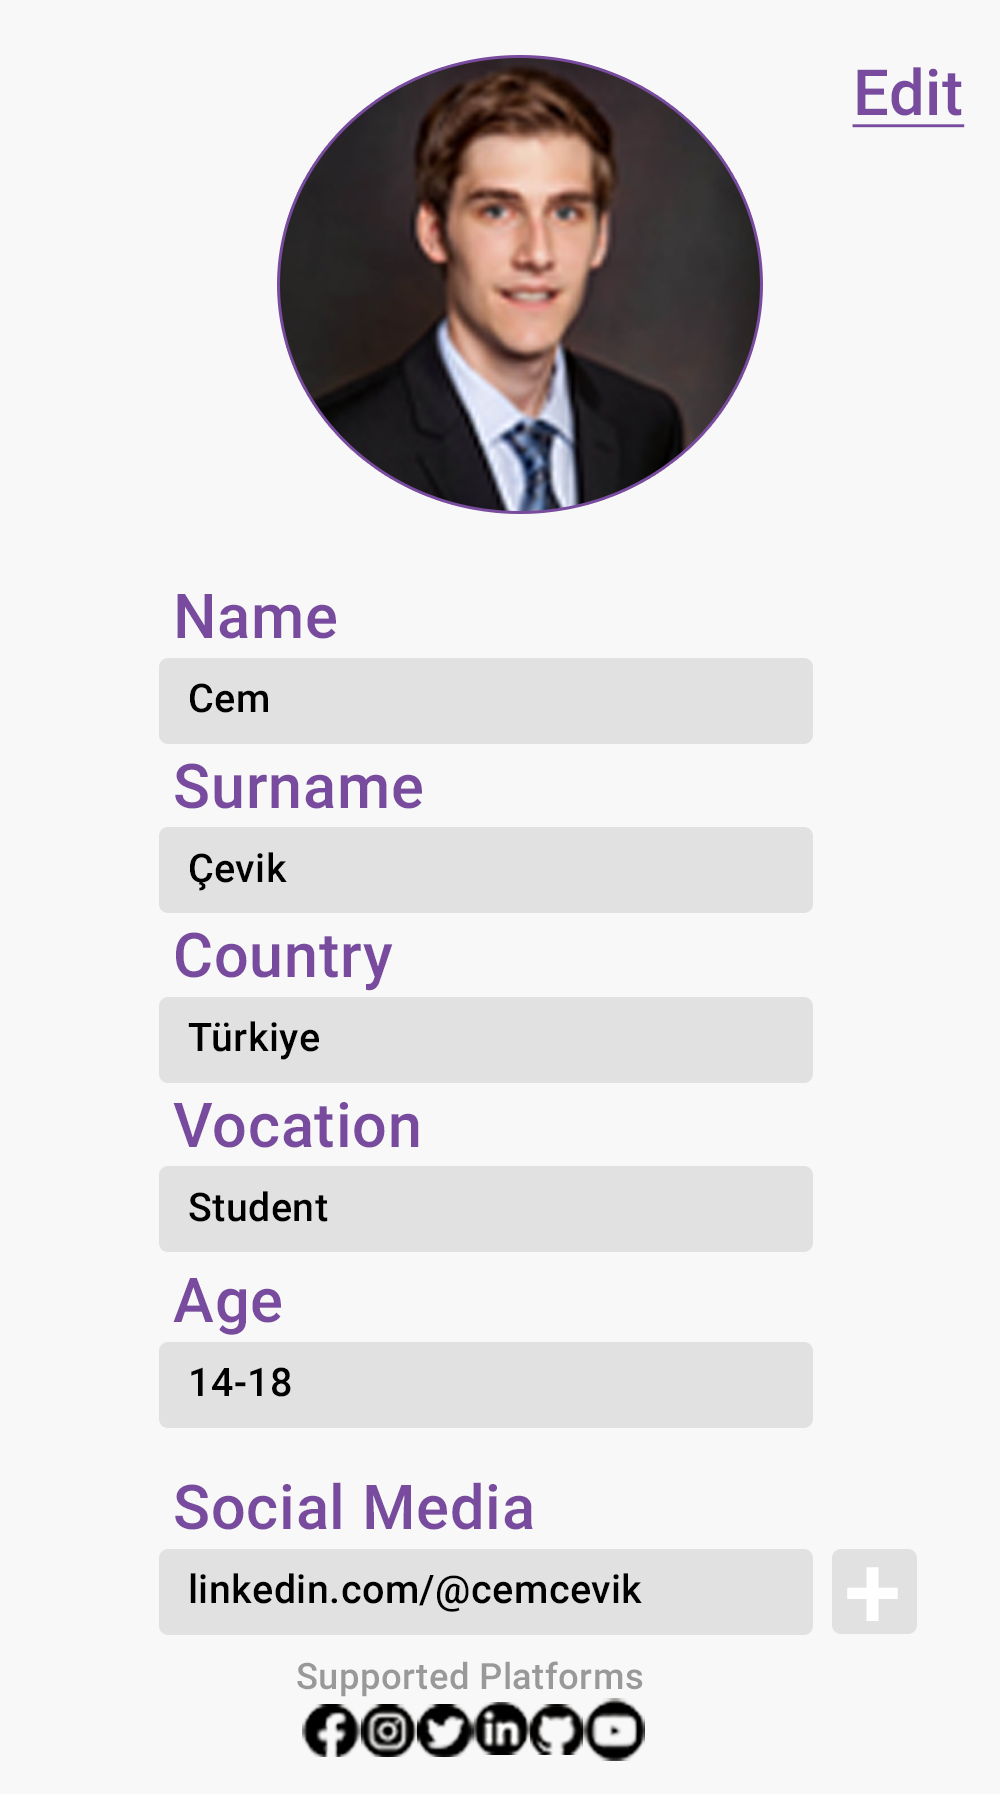 Edit
Name
Cem
Surname
Çevik
Country
Türkiye
Vocation
Student
Age
14-18
Social Media
linkedin.com/@cemcevik
Supported Platforms